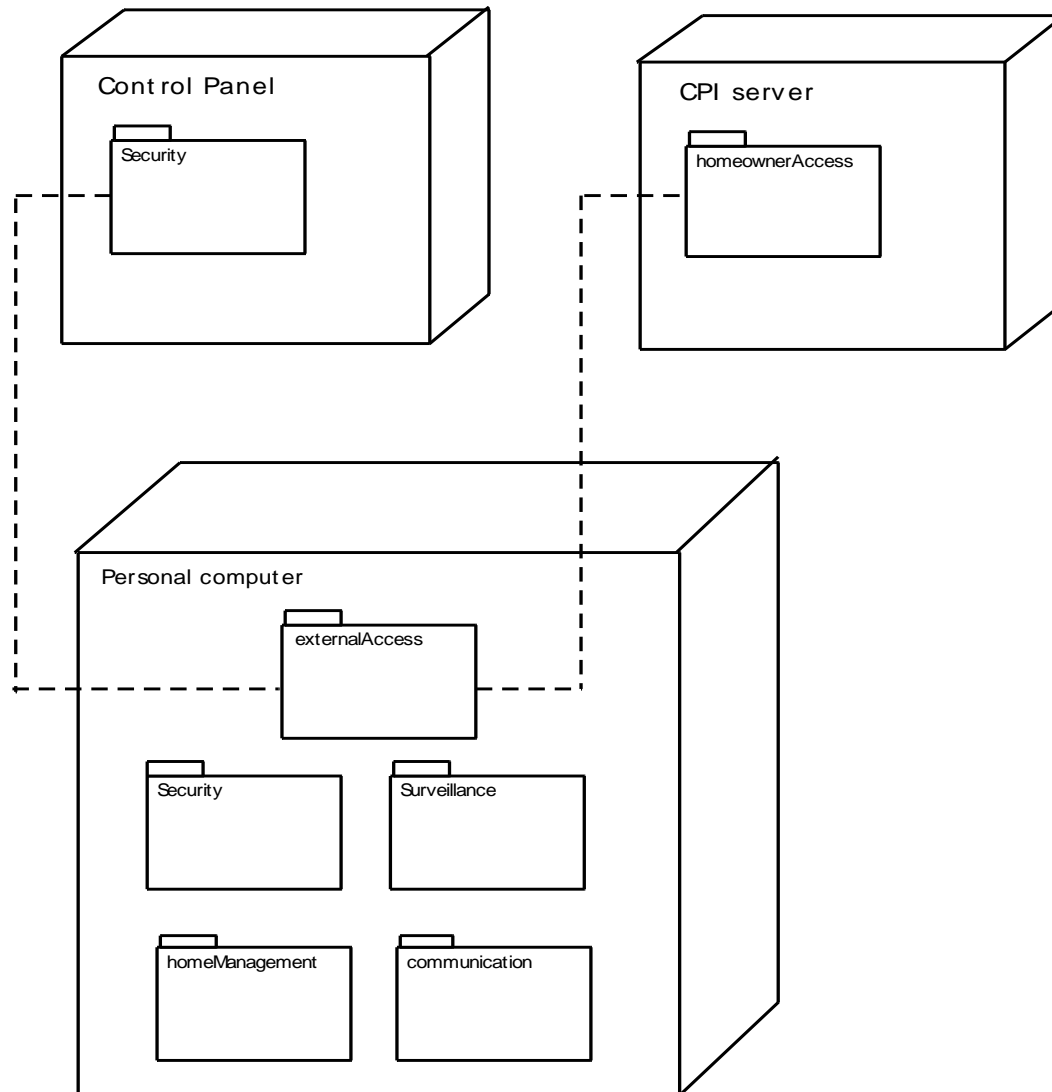 Control Panel
CPI server
Security
homeownerAccess
Personal computer
externalAccess
Security
Surveillance
homeManagement
communication